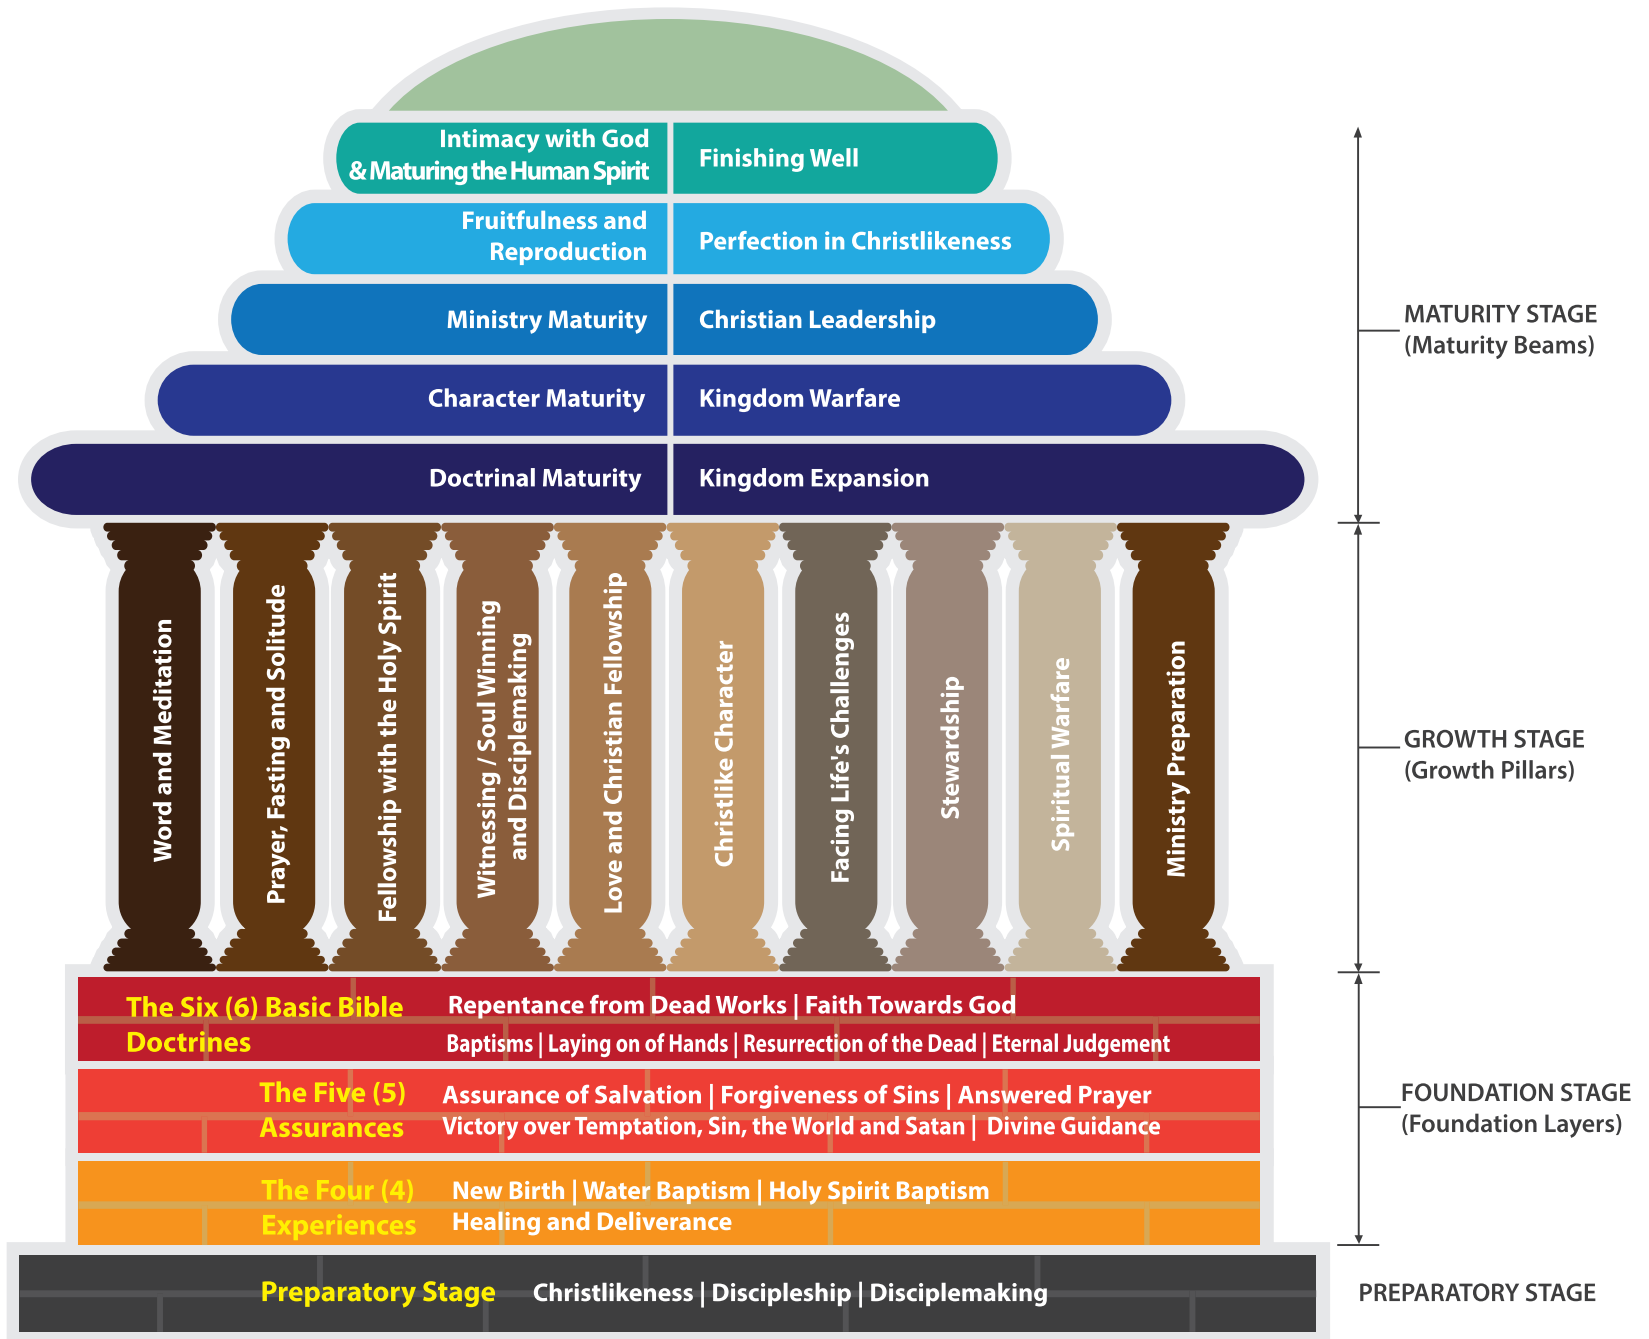 Intimacy with God
& Maturing the Human Spirit
Finishing Well
Fruitfulness and
Reproduction
Perfection in Christlikeness
Ministry Maturity
Christian Leadership
Character Maturity
Kingdom Warfare
Doctrinal Maturity
Kingdom Expansion
MATURITY STAGE
(Maturity Beams)
Word and Meditation
Prayer, Fasting and Solitude
Fellowship with the Holy Spirit
Witnessing / Soul Winning
and Disciplemaking
Love and Christian Fellowship
Christlike Character
Facing Life's Challenges
Stewardship
Spiritual Warfare
Ministry Preparation
GROWTH STAGE
(Growth Pillars)
The Six (6) Basic Bible
Doctrines
Repentance from Dead Works | Faith Towards God
Baptisms | Laying on of Hands | Resurrection of the Dead | Eternal Judgement
The Five (5)
Assurances
Assurance of Salvation | Forgiveness of Sins | Answered Prayer
Victory over Temptation, Sin, the World and Satan | Divine Guidance
The Four (4)
Experiences
New Birth | Water Baptism | Holy Spirit Baptism
Healing and Deliverance
FOUNDATION STAGE
(Foundation Layers)
Preparatory Stage
Christlikeness | Discipleship | Disciplemaking
PREPARATORY STAGE